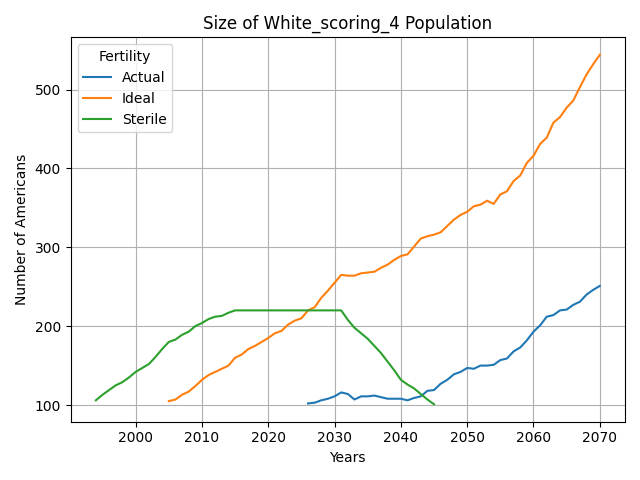 Size of White_scoring_4 Population
Fertility
Actual
Ideal
Sterile
Number of Americans
500
400
300
200
100
2000 2010 2020 2030 2040 2050 2060 2070
Years